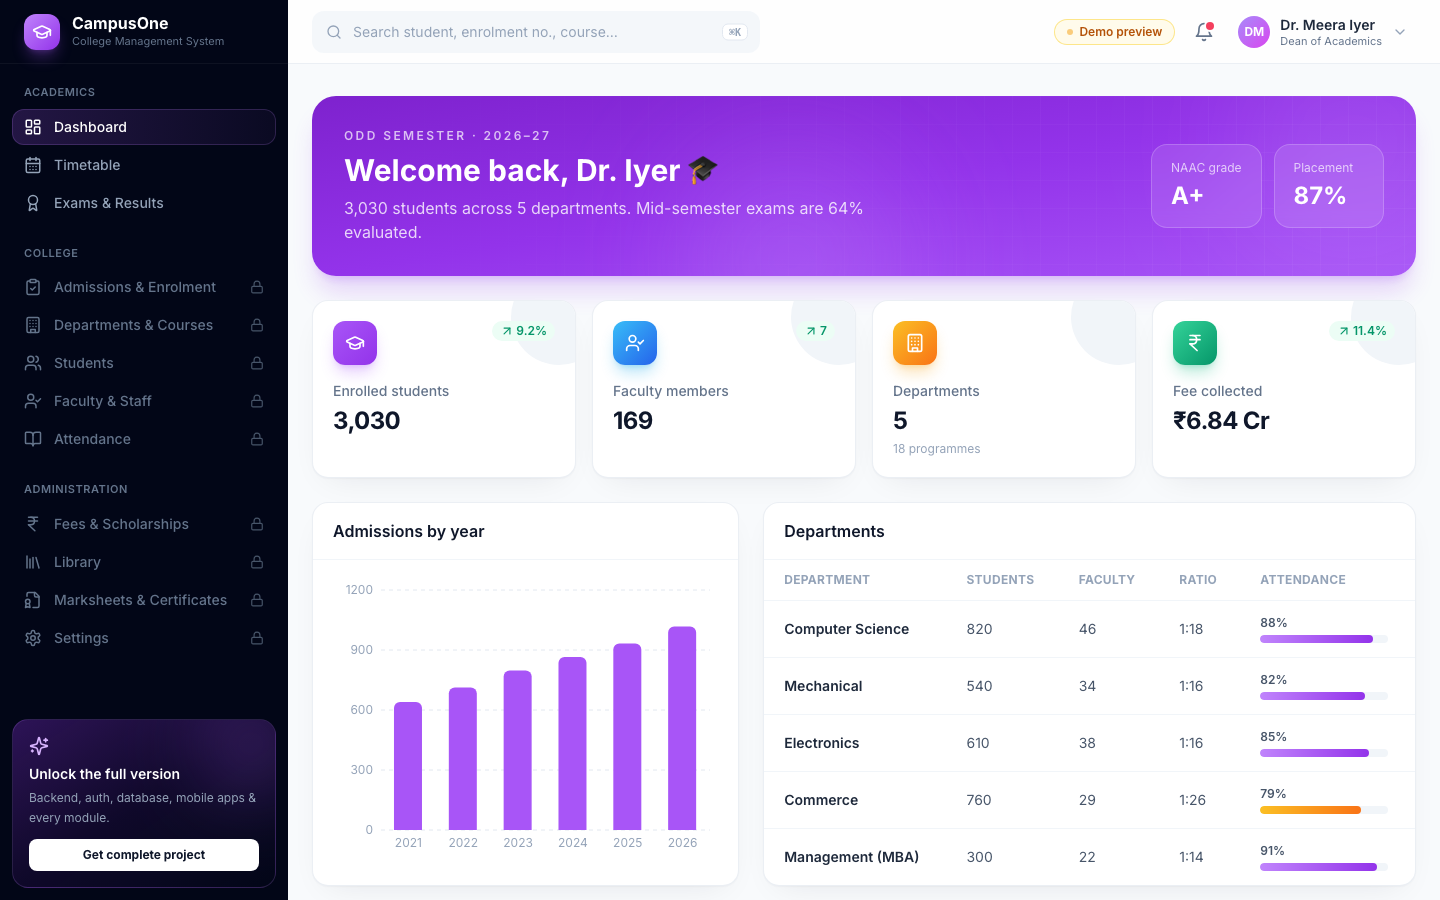 CampusOne
College Management System
Search student, enrolment no., course...
⌘K
Demo preview
DM
Dr. Meera Iyer
Dean of Academics
ACADEMICS
Dashboard
Timetable
Exams & Results
COLLEGE
Admissions & Enrolment
Departments & Courses
Students
Faculty & Staff
Attendance
ADMINISTRATION
Fees & Scholarships
Library
Marksheets & Certificates
Settings
Unlock the full version
Backend, auth, database, mobile apps &
every module.
Get complete project
ODD SEMESTER · 2026–27
Welcome back, Dr. Iyer 🎓
3,030 students across 5 departments. Mid-semester exams are 64%
evaluated.
NAAC grade
A+
Placement
87%
9.2%
Enrolled students
3,030
7
Faculty members
169
Departments
5
18 programmes
₹
11.4%
Fee collected
₹6.84 Cr
Admissions by year
1200
900
600
300
0
2021 2022 2023 2024 2025 2026
Departments
DEPARTMENT STUDENTS FACULTY RATIO ATTENDANCE
Computer Science 820 46 1:18 88%
Mechanical 540 34 1:16 82%
Electronics 610 38 1:16 85%
Commerce 760 29 1:26 79%
Management (MBA) 300 22 1:14 91%